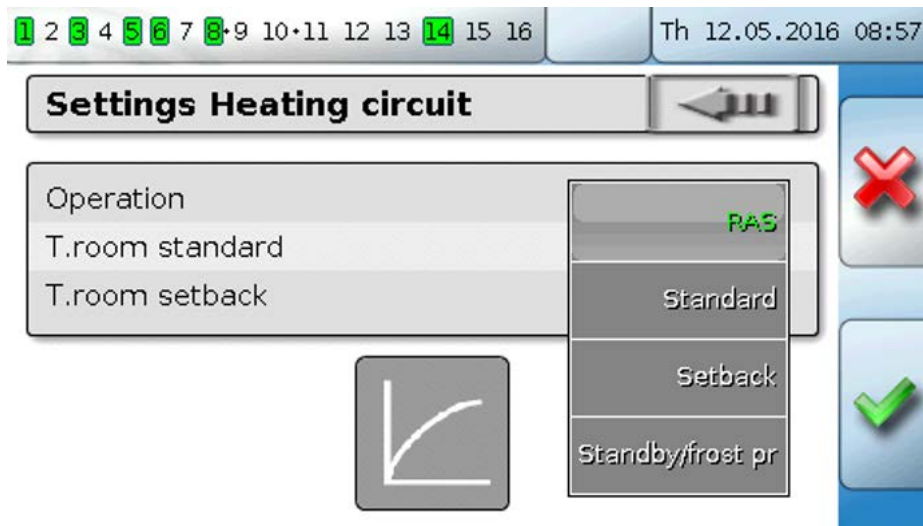 1 2 3 4 5 6 7 8·9 10·11 12 13 14 15 16 Th 12.05.2016 08:57
Settings Heating circuit
Operation
T.room standard
T.room setback
RAS
Standard
Setback
Standby/frost pr